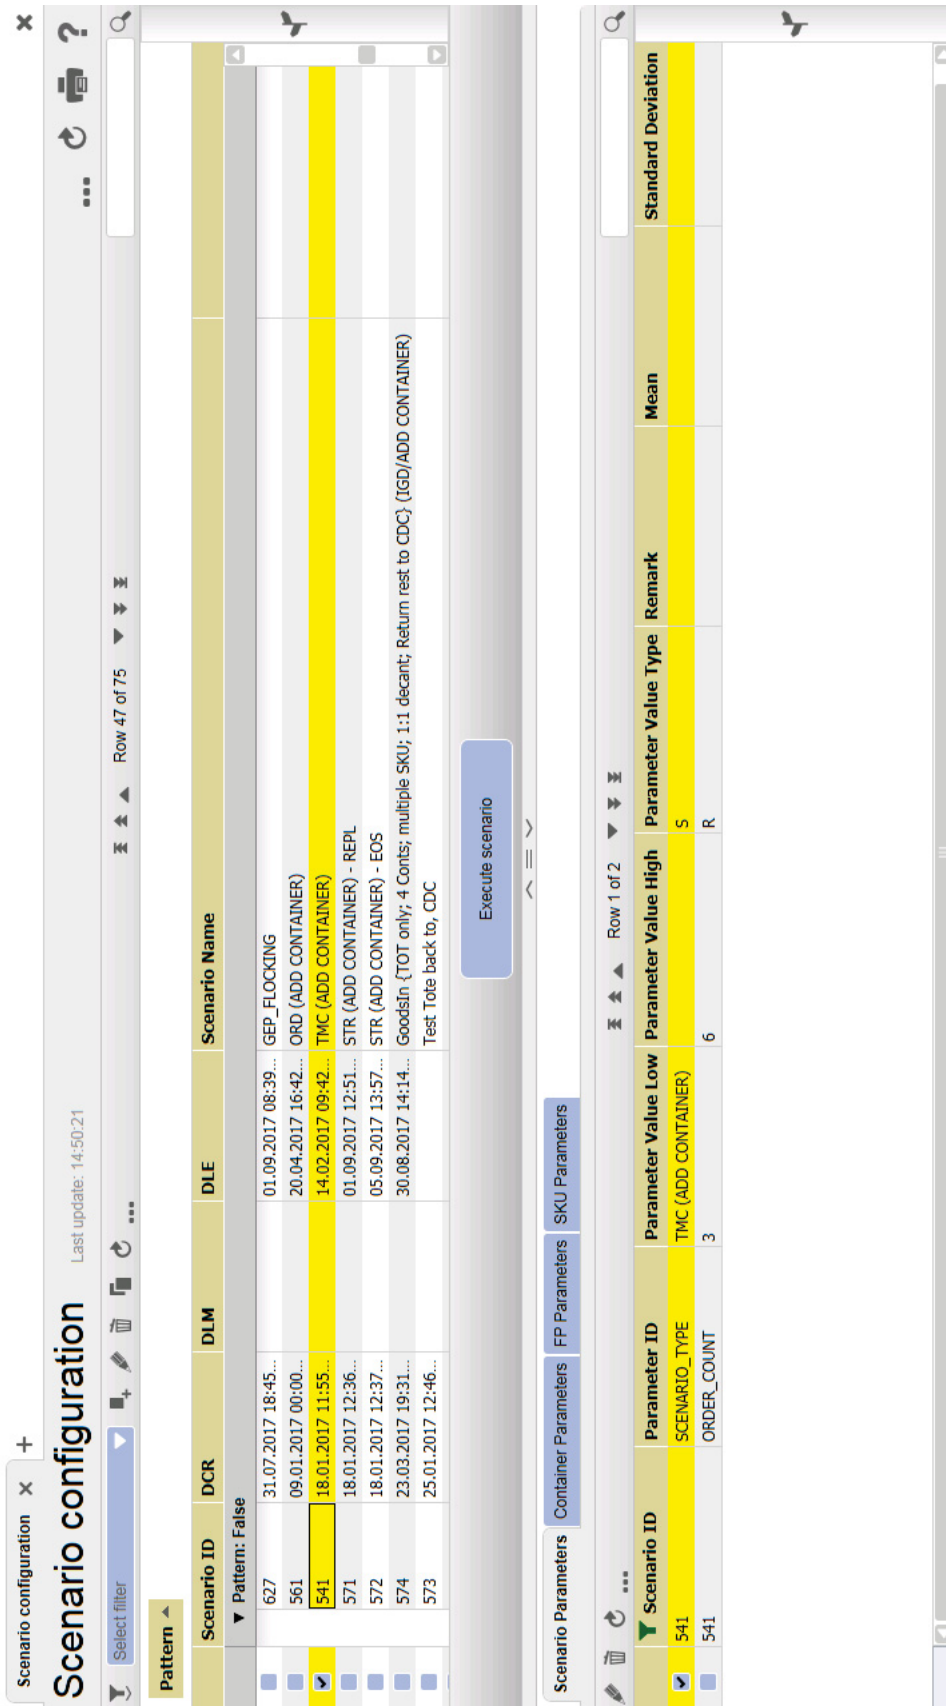 Scenario configuration × +
Scenario configuration Last update: 14:50:21
Select filter Row 47 of 75
Pattern
Scenario ID DCR DLM DLE Scenario Name
Pattern: False
627 31.07.2017 18:45... 01.09.2017 08:39... GEP_FLOCKING
561 09.01.2017 00:00... 20.04.2017 16:42... ORD (ADD CONTAINER)
541 18.01.2017 11:55... 14.02.2017 09:42... TMC (ADD CONTAINER)
571 18.01.2017 12:36... 01.09.2017 12:51... STR (ADD CONTAINER) - REPL
572 18.01.2017 12:37... 05.09.2017 13:57... STR (ADD CONTAINER) - EOS
574 23.03.2017 19:31... 30.08.2017 14:14... GoodsIn {TOT only; 4 Conts; multiple SKU; 1:1 decant; Return rest to CDC} (IGD/ADD CONTAINER)
573 25.01.2017 12:46... Test Tote back to, CDC
Execute scenario
Scenario Parameters Container Parameters FP Parameters SKU Parameters
Row 1 of 2
Scenario ID Parameter ID Parameter Value Low Parameter Value High Parameter Value Type Remark Mean Standard Deviation
541 SCENARIO_TYPE TMC (ADD CONTAINER) S
541 ORDER_COUNT 3 6 R